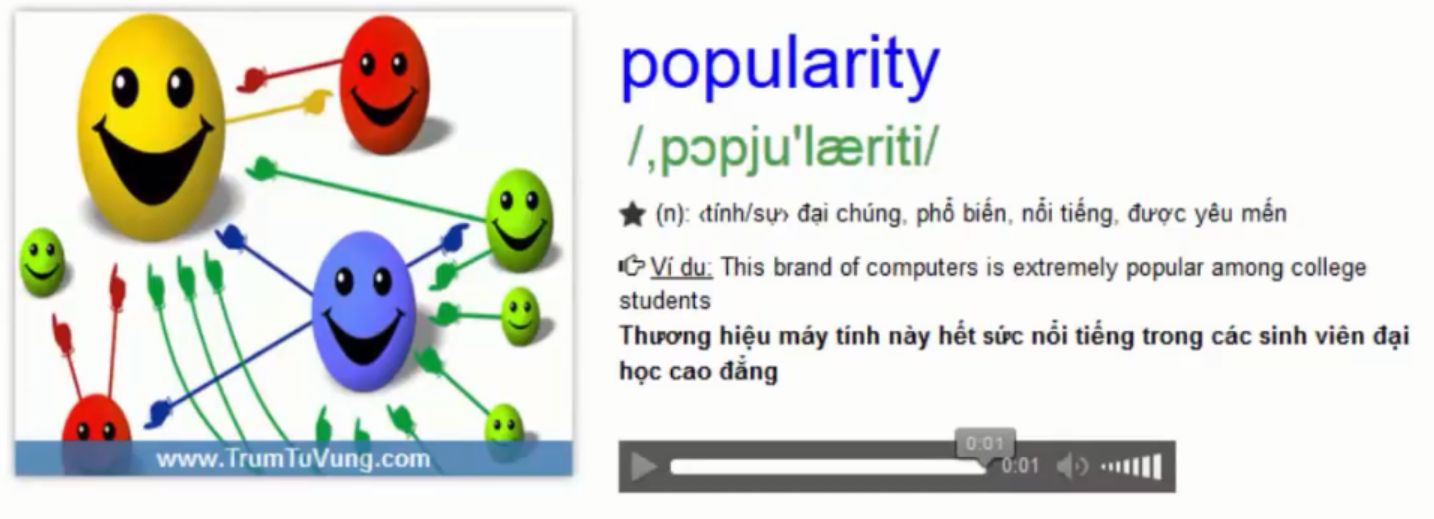 popularity
/,pɔpju'læriti/
★ (n): ‹tính/sự› đại chúng, phổ biến, nổi tiếng, được yêu mến
Ví du: This brand of computers is extremely popular among college
students
Thương hiệu máy tính này hết sức nổi tiếng trong các sinh viên đại
học cao đẳng
www.TrumTuVung.com
0:01
0:01